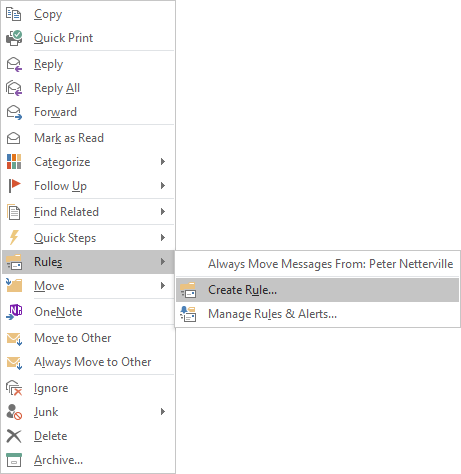 Copy
Quick Print
Reply
Reply All
Forward
Mark as Read
Categorize
Follow Up
Find Related
Quick Steps
Rules
Always Move Messages From: Peter Netterville
Create Rule...
Manage Rules & Alerts...
Move
OneNote
Move to Other
Always Move to Other
Ignore
Junk
Delete
Archive...